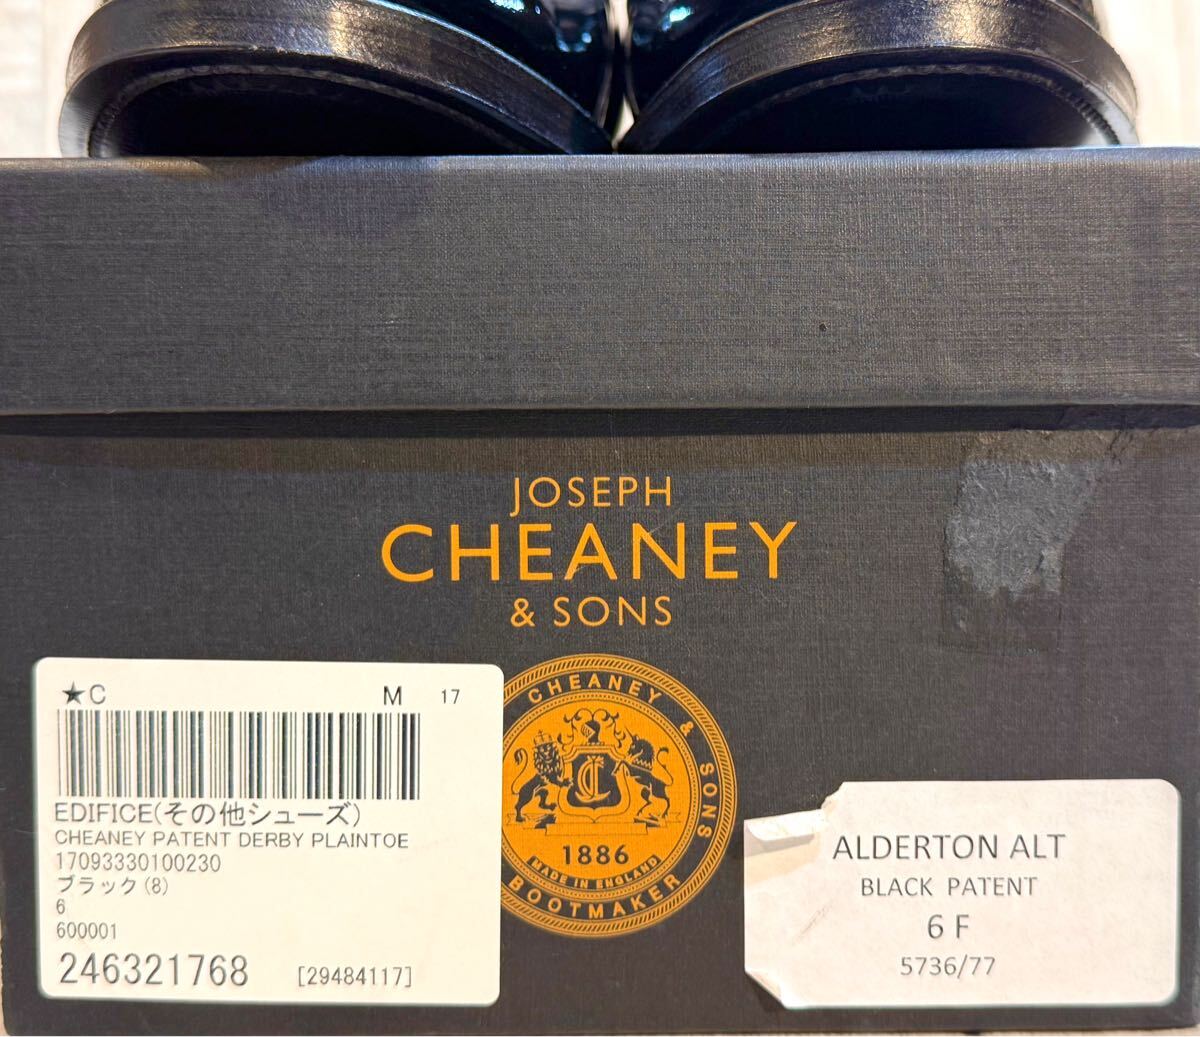 JOSEPH
CHEANEY
& SONS
CHEANEY & SONS
1886
MADE IN ENGLAND
BOOTMAKER
★C M 17
EDIFICE(その他シューズ)
CHEANEY PATENT DERBY PLAINTOE
17093330100230
ブラック(8)
6
600001
246321768 [29484117]
ALDERTON ALT
BLACK PATENT
6 F
5736/77